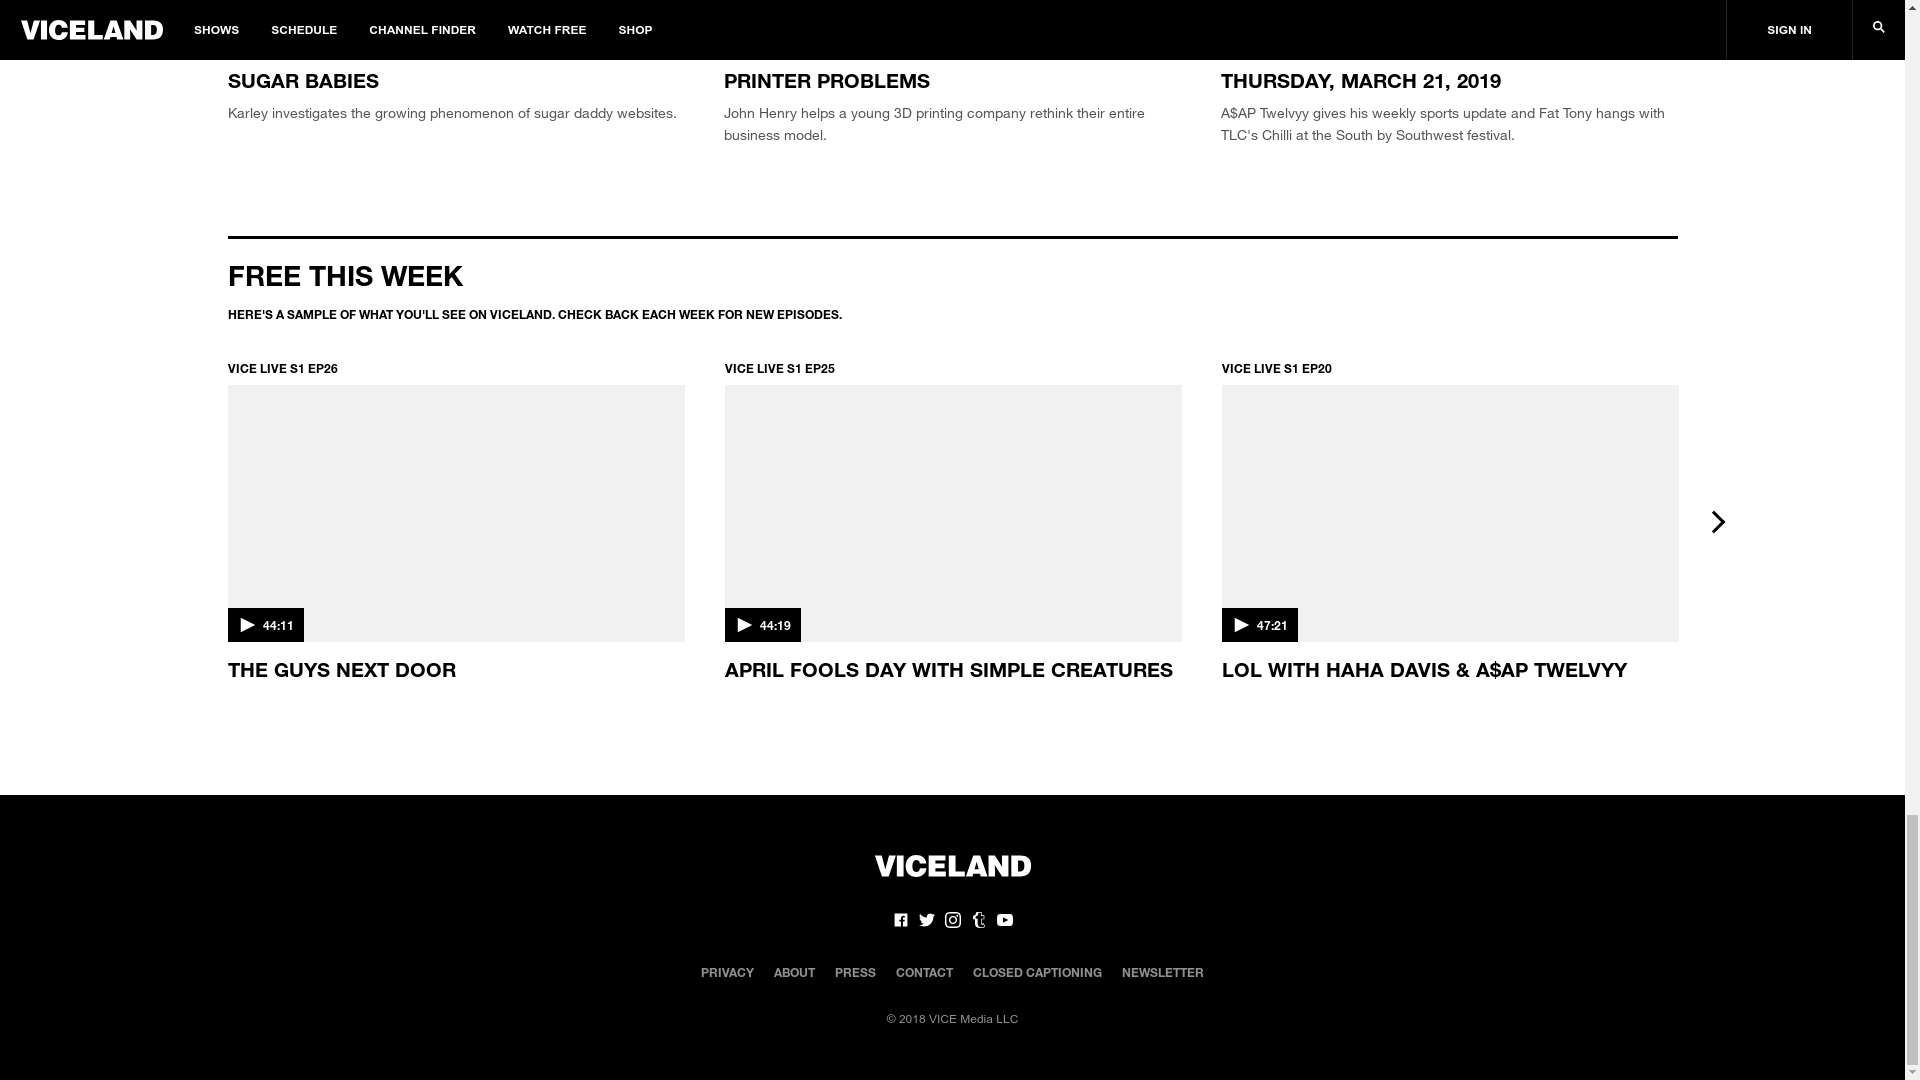 VICELAND
SHOWS
SCHEDULE
CHANNEL FINDER
WATCH FREE
SHOP
SIGN IN
SUGAR BABIES
Karley investigates the growing phenomenon of sugar daddy websites.
PRINTER PROBLEMS
John Henry helps a young 3D printing company rethink their entire
business model.
THURSDAY, MARCH 21, 2019
A$AP Twelvyy gives his weekly sports update and Fat Tony hangs with
TLC's Chilli at the South by Southwest festival.
FREE THIS WEEK
HERE'S A SAMPLE OF WHAT YOU'LL SEE ON VICELAND. CHECK BACK EACH WEEK FOR NEW EPISODES.
VICE LIVE S1 EP26
44:11
THE GUYS NEXT DOOR
VICE LIVE S1 EP25
44:19
APRIL FOOLS DAY WITH SIMPLE CREATURES
VICE LIVE S1 EP20
47:21
LOL WITH HAHA DAVIS & A$AP TWELVYY
VICELAND
PRIVACY
ABOUT
PRESS
CONTACT
CLOSED CAPTIONING
NEWSLETTER
© 2018 VICE Media LLC